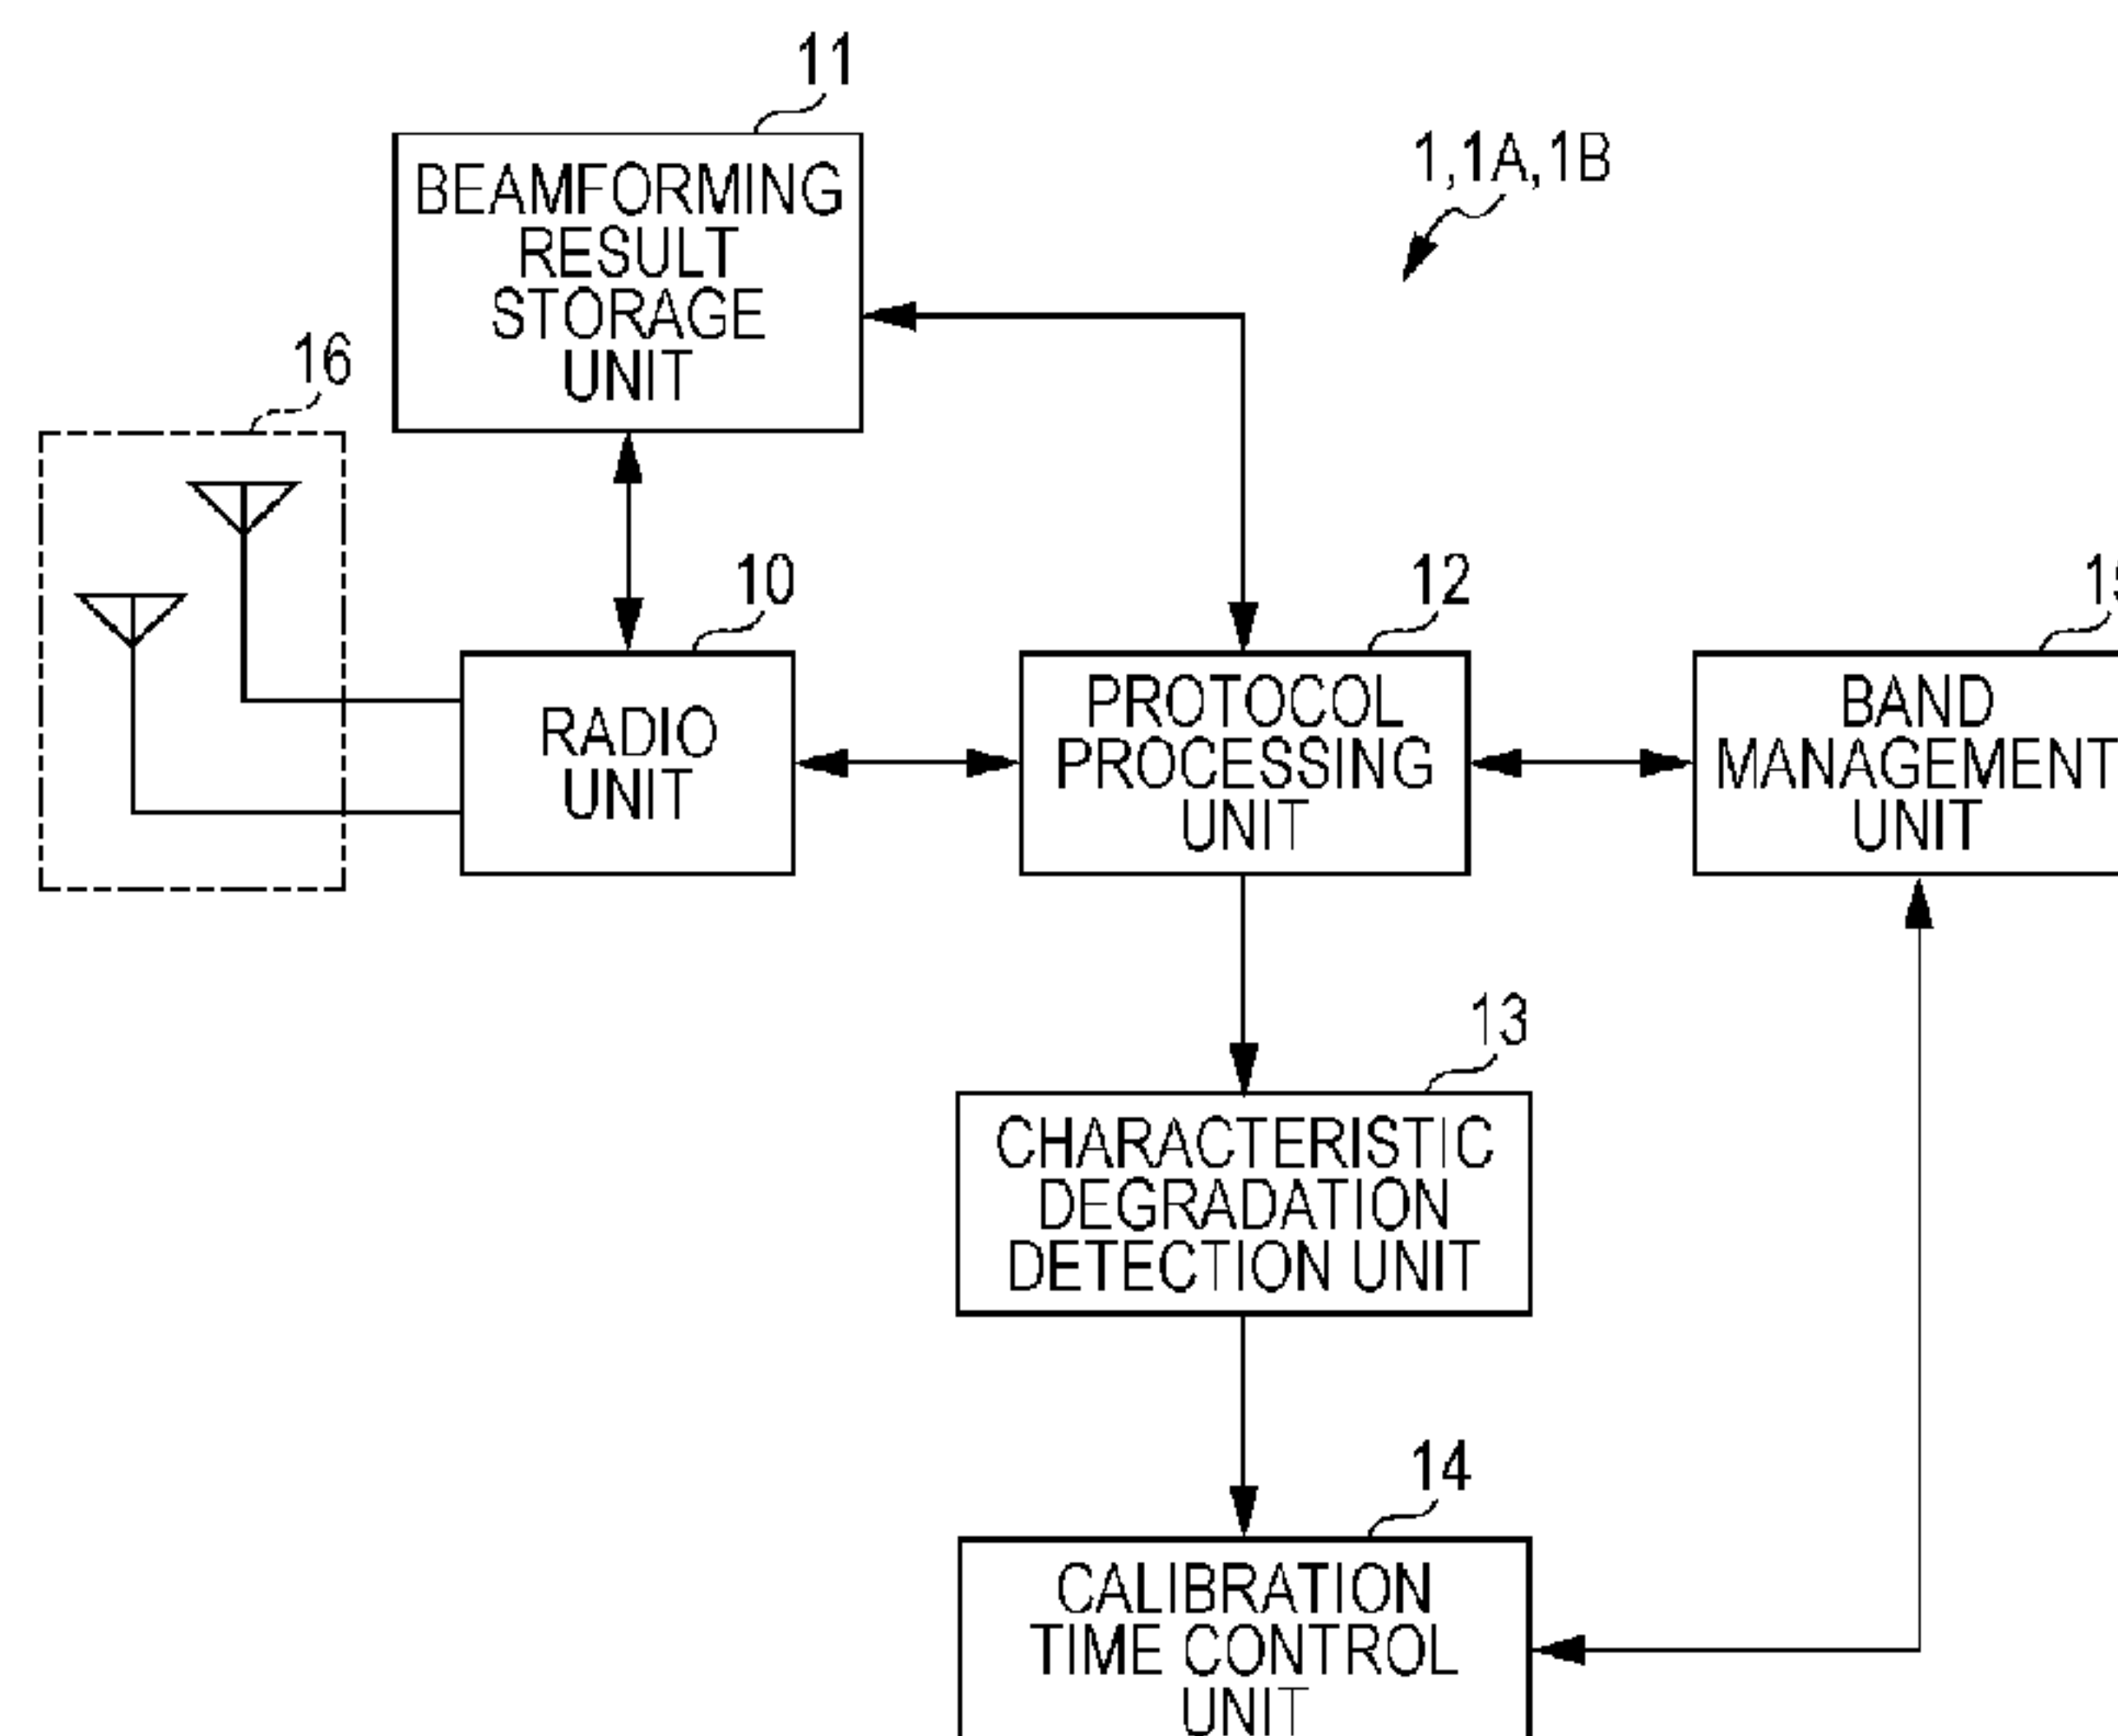 11
1,1A,1B
BEAMFORMING
RESULT
STORAGE
UNIT
16
10
12
RADIO
UNIT
PROTOCOL
PROCESSING
UNIT
BAND
MANAGEMENT
UNIT
13
CHARACTERISTIC
DEGRADATION
DETECTION UNIT
14
CALIBRATION
TIME CONTROL
UNIT